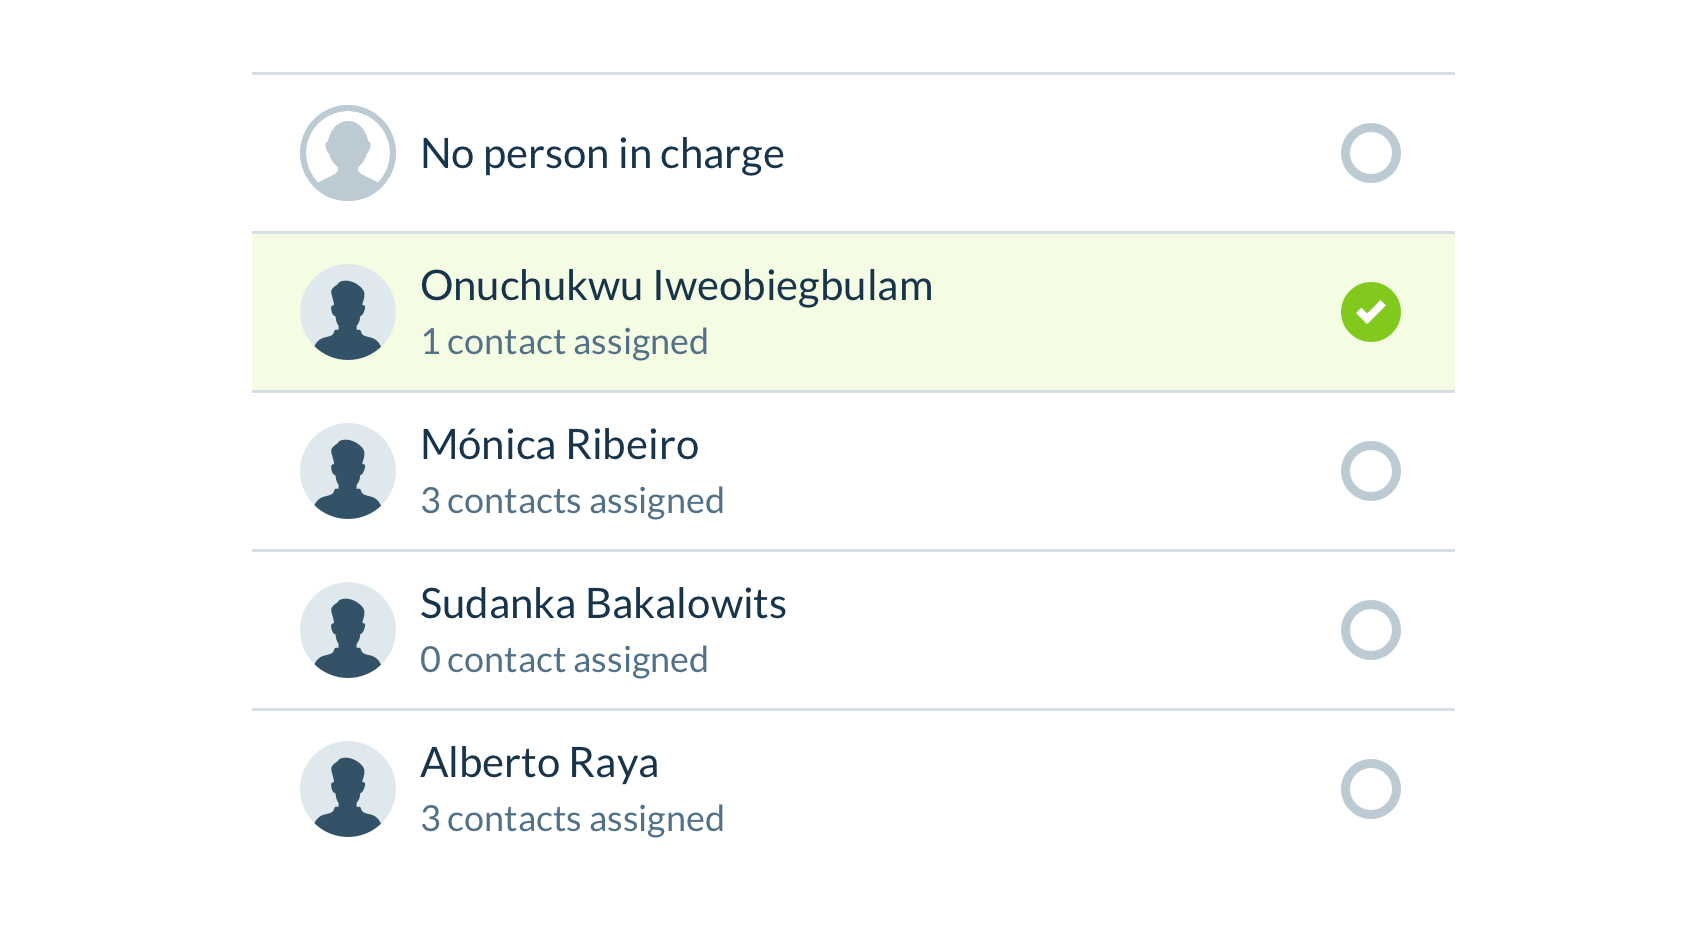 No person in charge
Onuchukwu Iweobiegbulam
1 contact assigned
Mónica Ribeiro
3 contacts assigned
Sudanka Bakalowits
0 contact assigned
Alberto Raya
3 contacts assigned